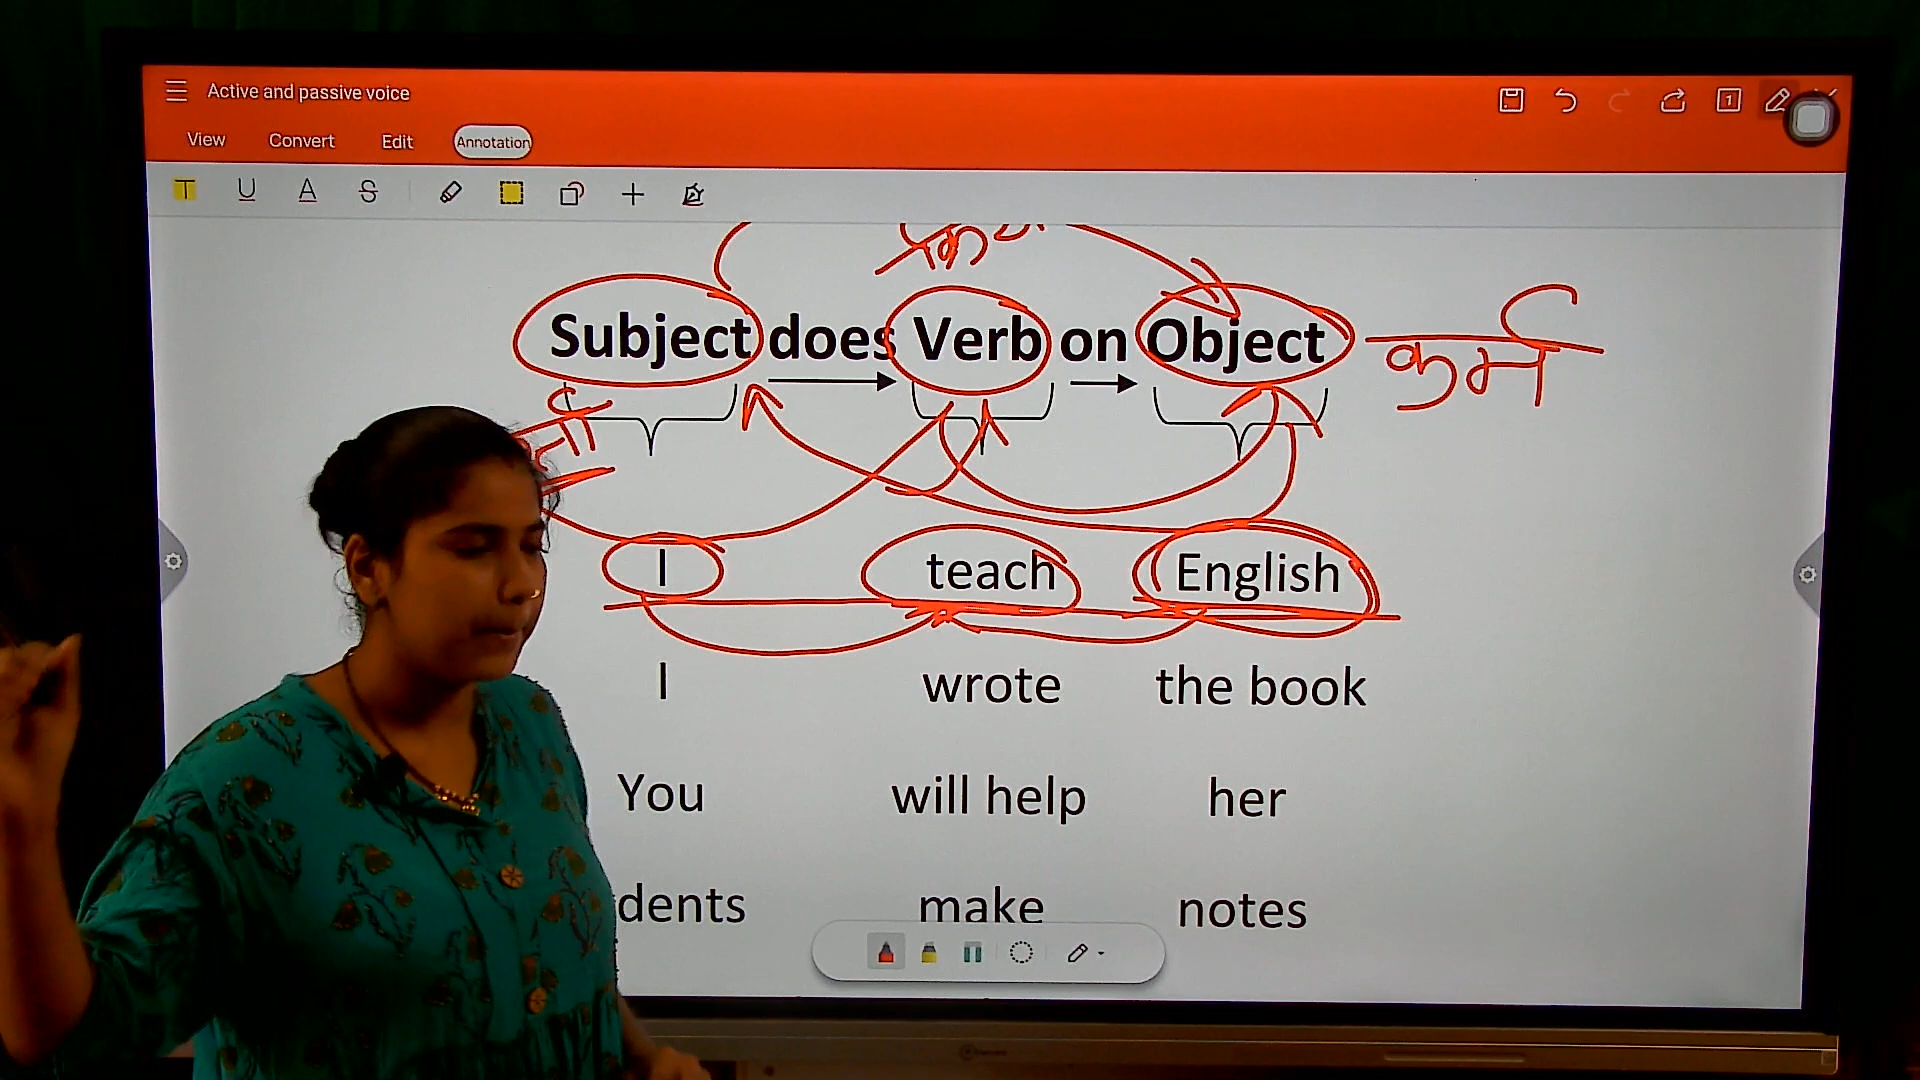 Active and passive voice
View Convert Edit Annotation
T U A S
Subject does Verb on Object कर्म
I teach English
I wrote the book
You will help her
dents make notes